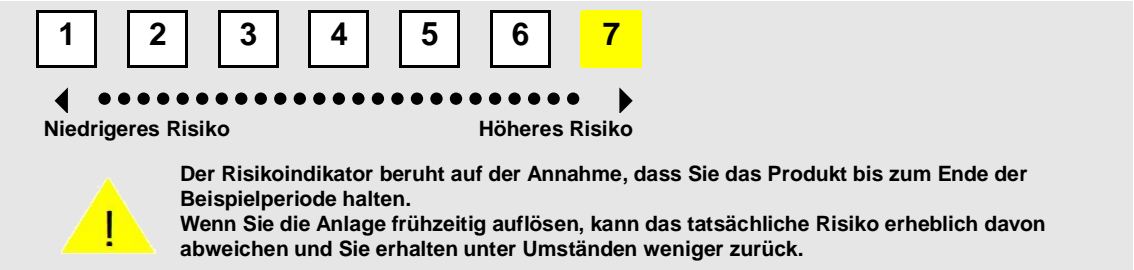 1 2 3 4 5 6 7
Niedrigeres Risiko Höheres Risiko
Der Risikoindikator beruht auf der Annahme, dass Sie das Produkt bis zum Ende der
Beispielperiode halten.
Wenn Sie die Anlage frühzeitig auflösen, kann das tatsächliche Risiko erheblich davon
abweichen und Sie erhalten unter Umständen weniger zurück.
!